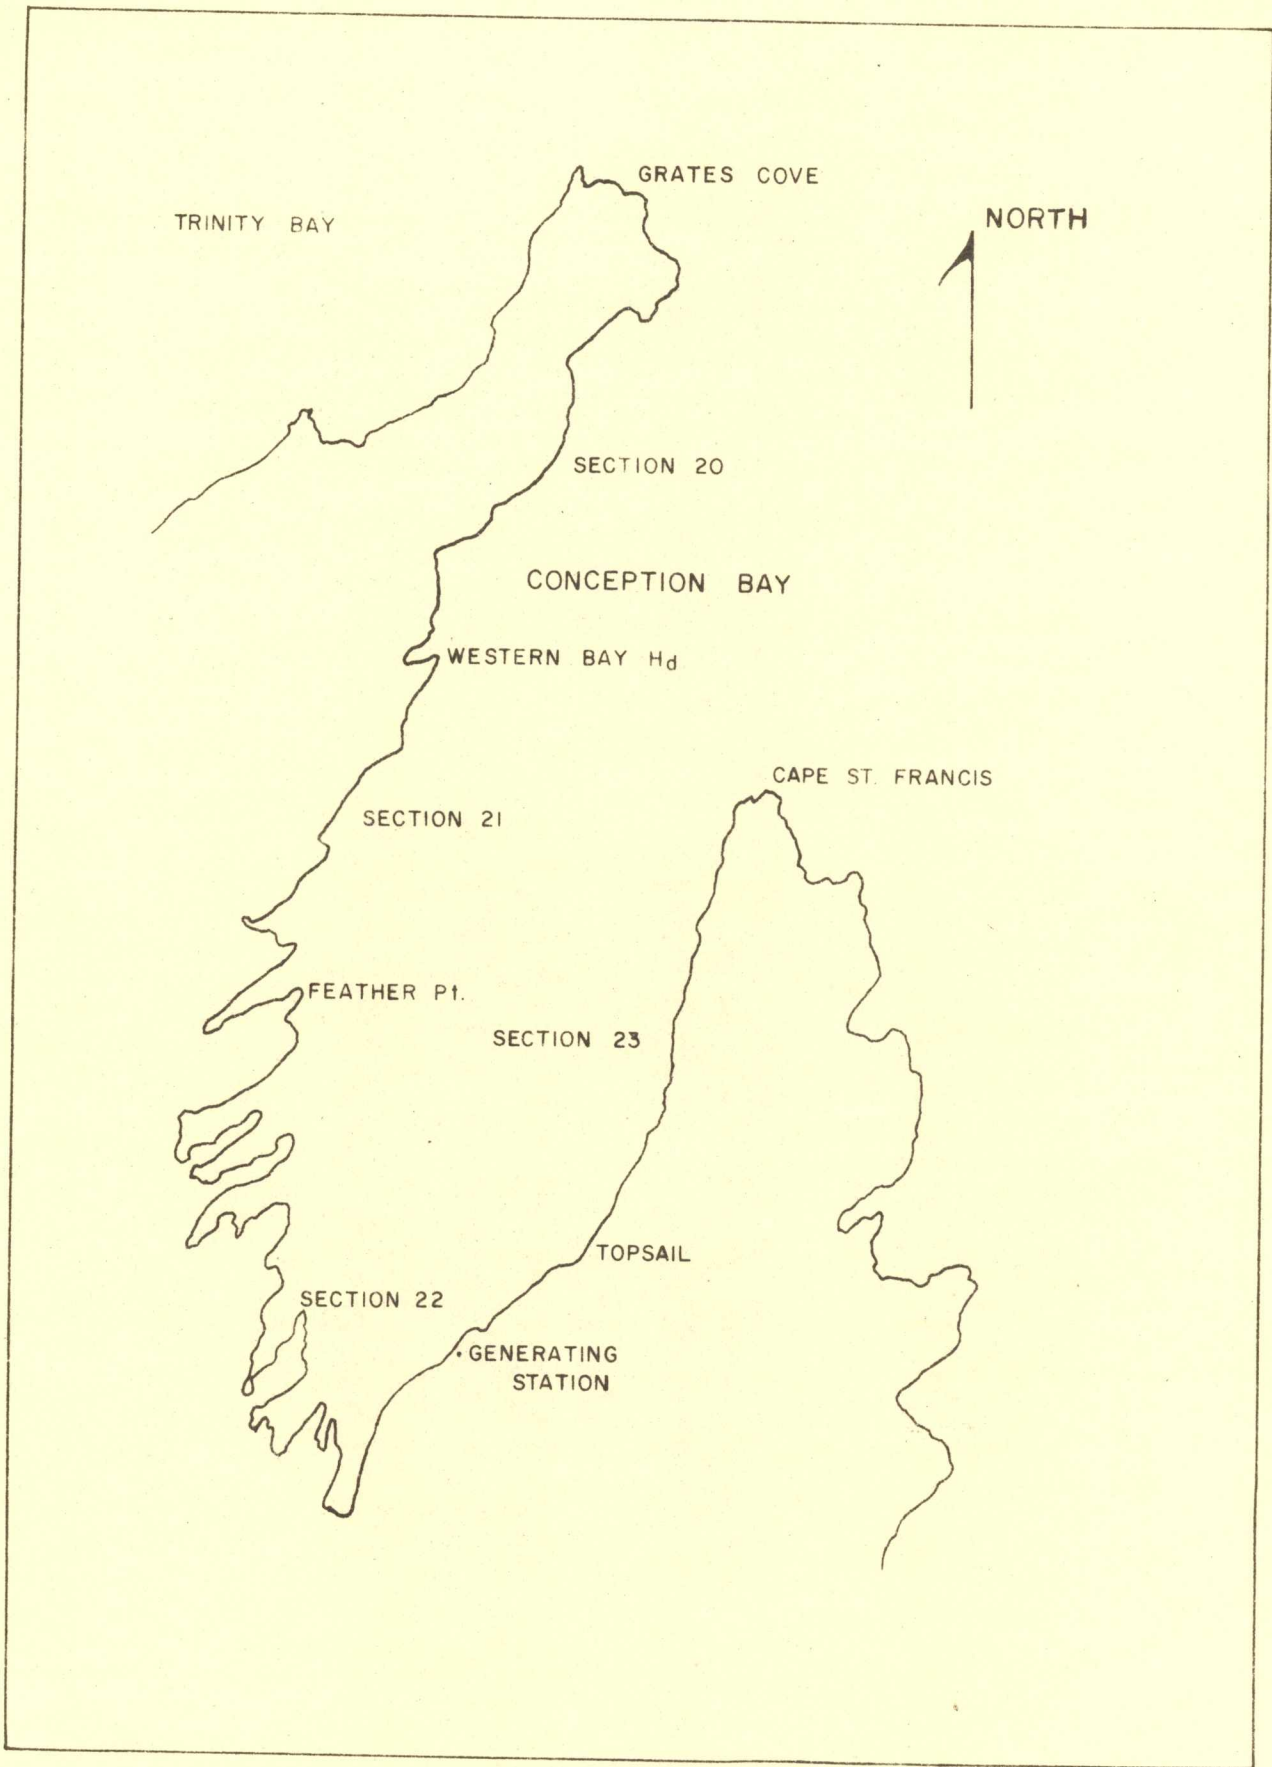 GRATES COVE
TRINITY BAY
NORTH
SECTION 20
CONCEPTION BAY
WESTERN BAY Hd
CAPE ST. FRANCIS
SECTION 21
FEATHER Pt.
SECTION 23
TOPSAIL
SECTION 22
GENERATING
STATION